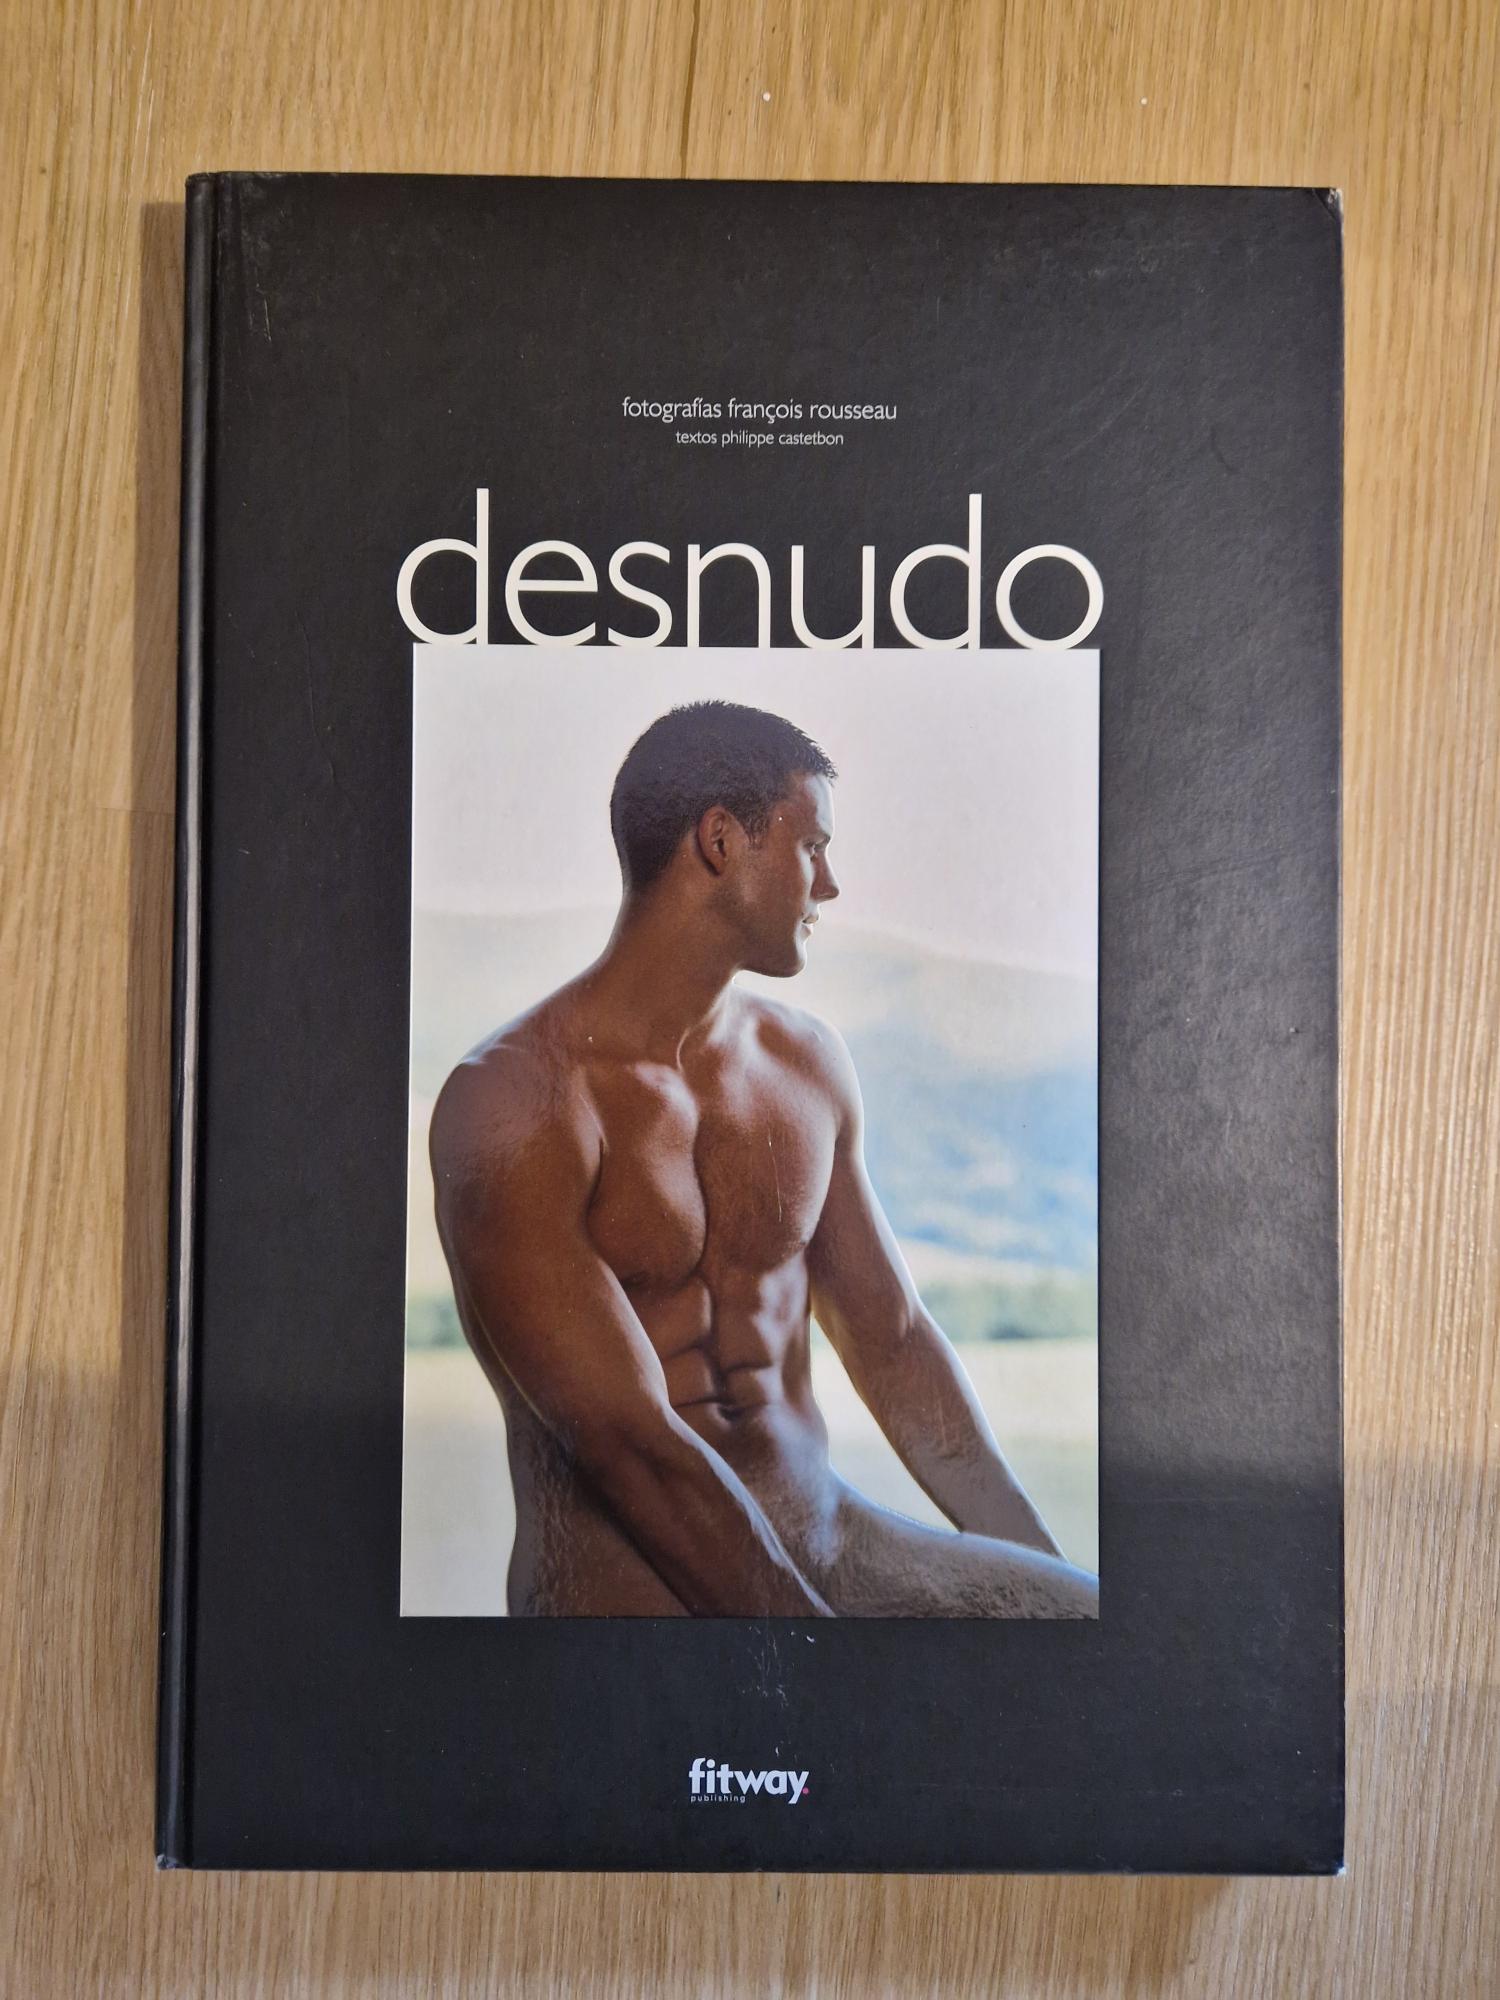 fotografías françois rousseau
textos philippe castetbon
desnudo
fitway.
publishing